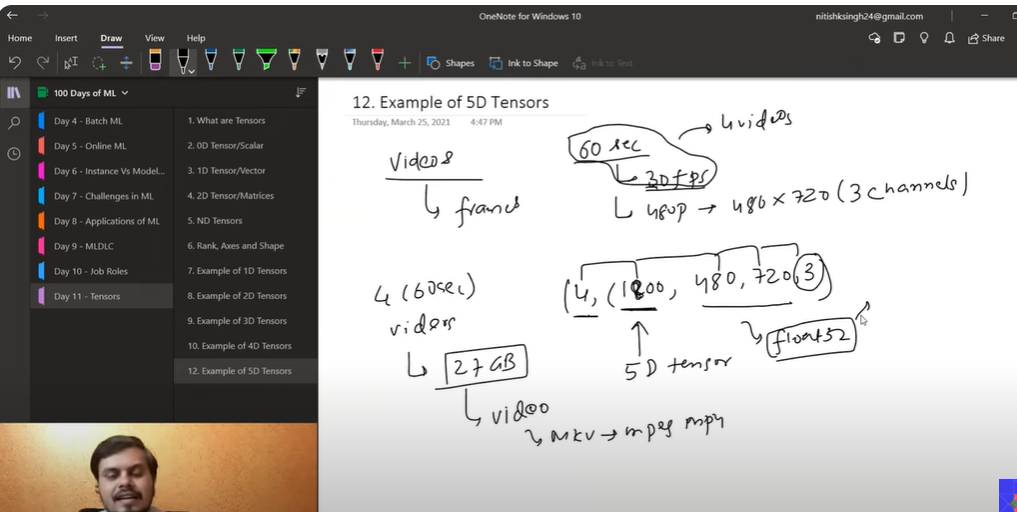 OneNote for Windows 10
nitishksingh24@gmail.com
Home Insert Draw View Help
Share
Shapes
Ink to Shape
Ink to Text
100 Days of ML
Day 4 - Batch ML
Day 5 - Online ML
Day 6 - Instance Vs Model...
Day 7 - Challenges in ML
Day 8 - Applications of ML
Day 9 - MLDLC
Day 10 - Job Roles
Day 11 - Tensors
1. What are Tensors
2. 0D Tensor/Scalar
3. 1D Tensor/Vector
4. 2D Tensor/Matrices
5. ND Tensors
6. Rank, Axes and Shape
7. Example of 1D Tensors
8. Example of 2D Tensors
9. Example of 3D Tensors
10. Example of 4D Tensors
12. Example of 5D Tensors
12. Example of 5D Tensors
Thursday, March 25, 2021 4:47 PM
Videos
frames
60 sec
4 videos
30 fps
480p → 480 × 720 (3 channels)
4 (60sec)
videos
27 GB
video
MKV → mpeg mp4
(4, (1800, 480, 720, 3)
float32
5D tensor